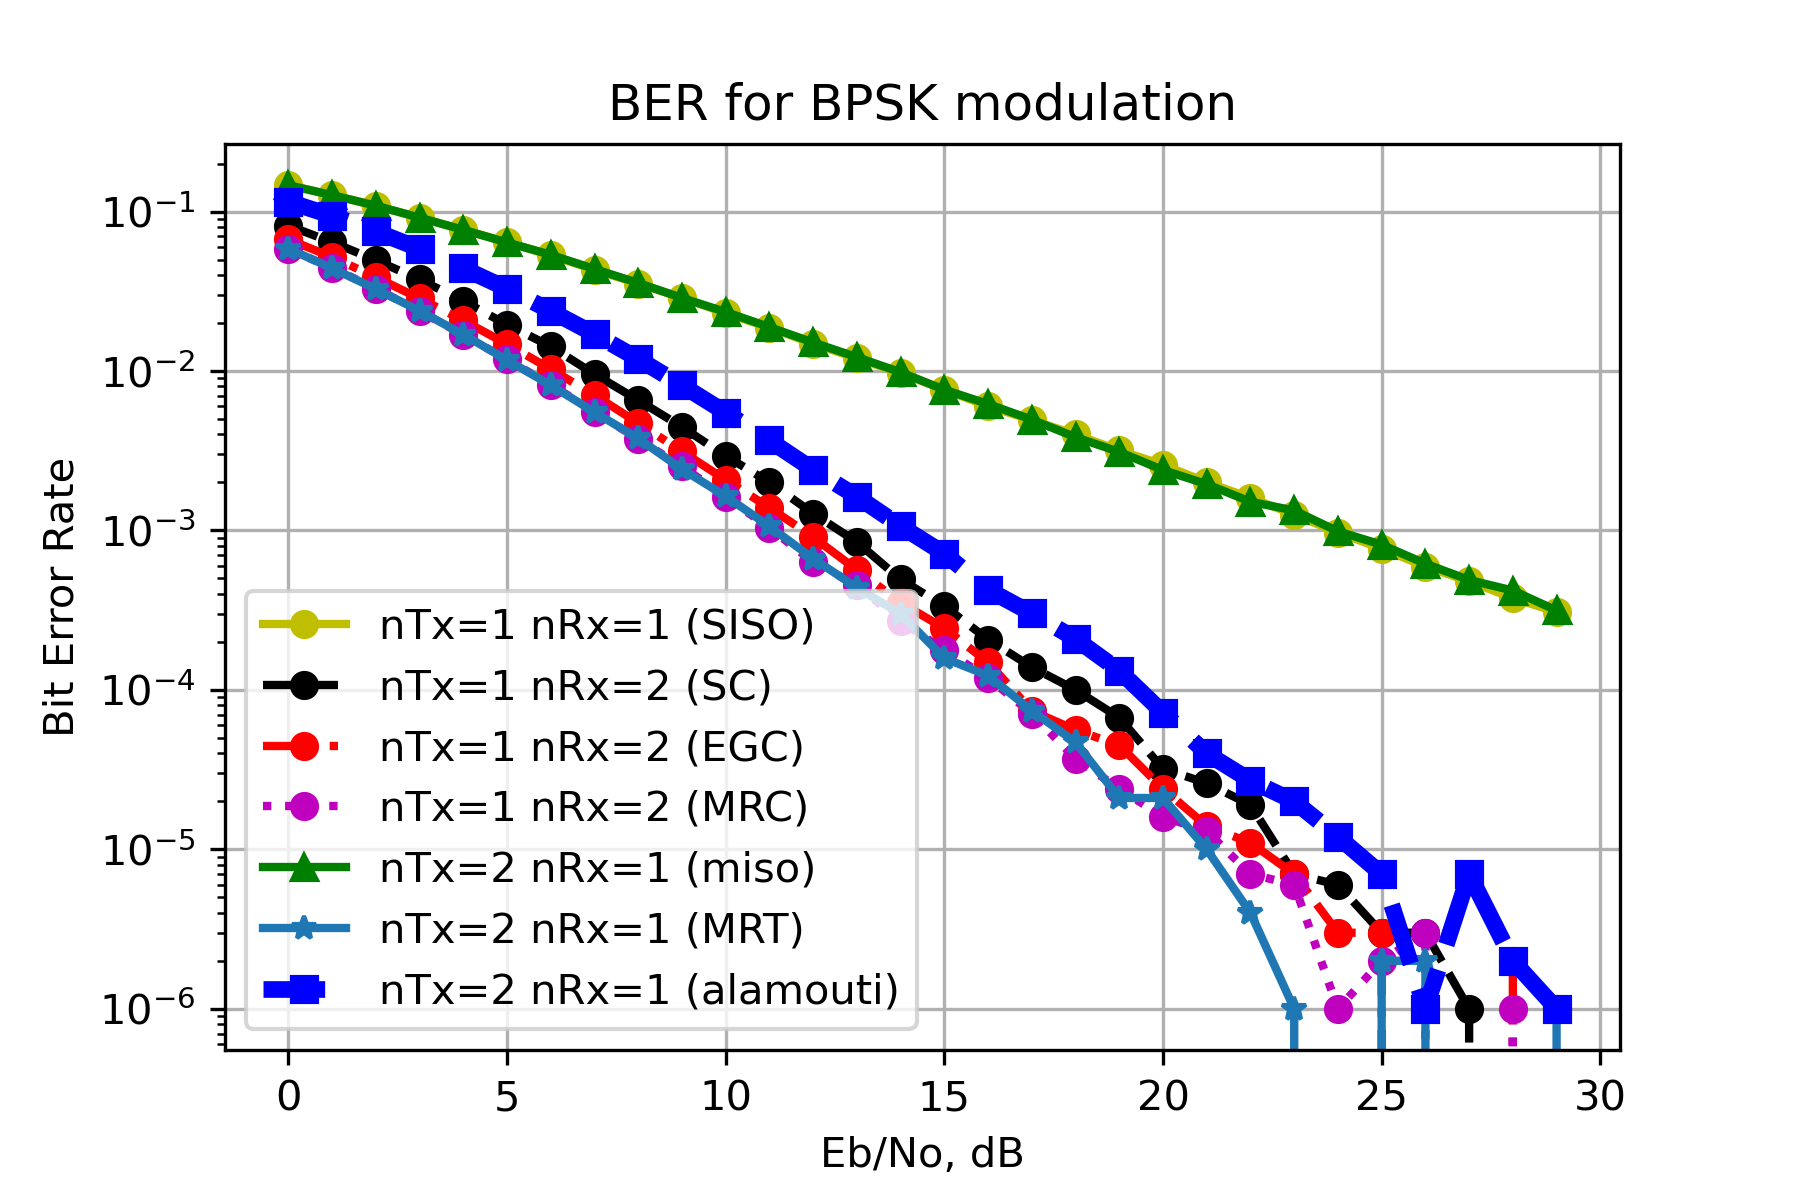 BER for BPSK modulation
Bit Error Rate
10⁻¹
10⁻²
10⁻³
10⁻⁴
10⁻⁵
10⁻⁶
nTx=1 nRx=1 (SISO)
nTx=1 nRx=2 (SC)
nTx=1 nRx=2 (EGC)
nTx=1 nRx=2 (MRC)
nTx=2 nRx=1 (miso)
nTx=2 nRx=1 (MRT)
nTx=2 nRx=1 (alamouti)
0 5 10 15 20 25 30
Eb/No, dB